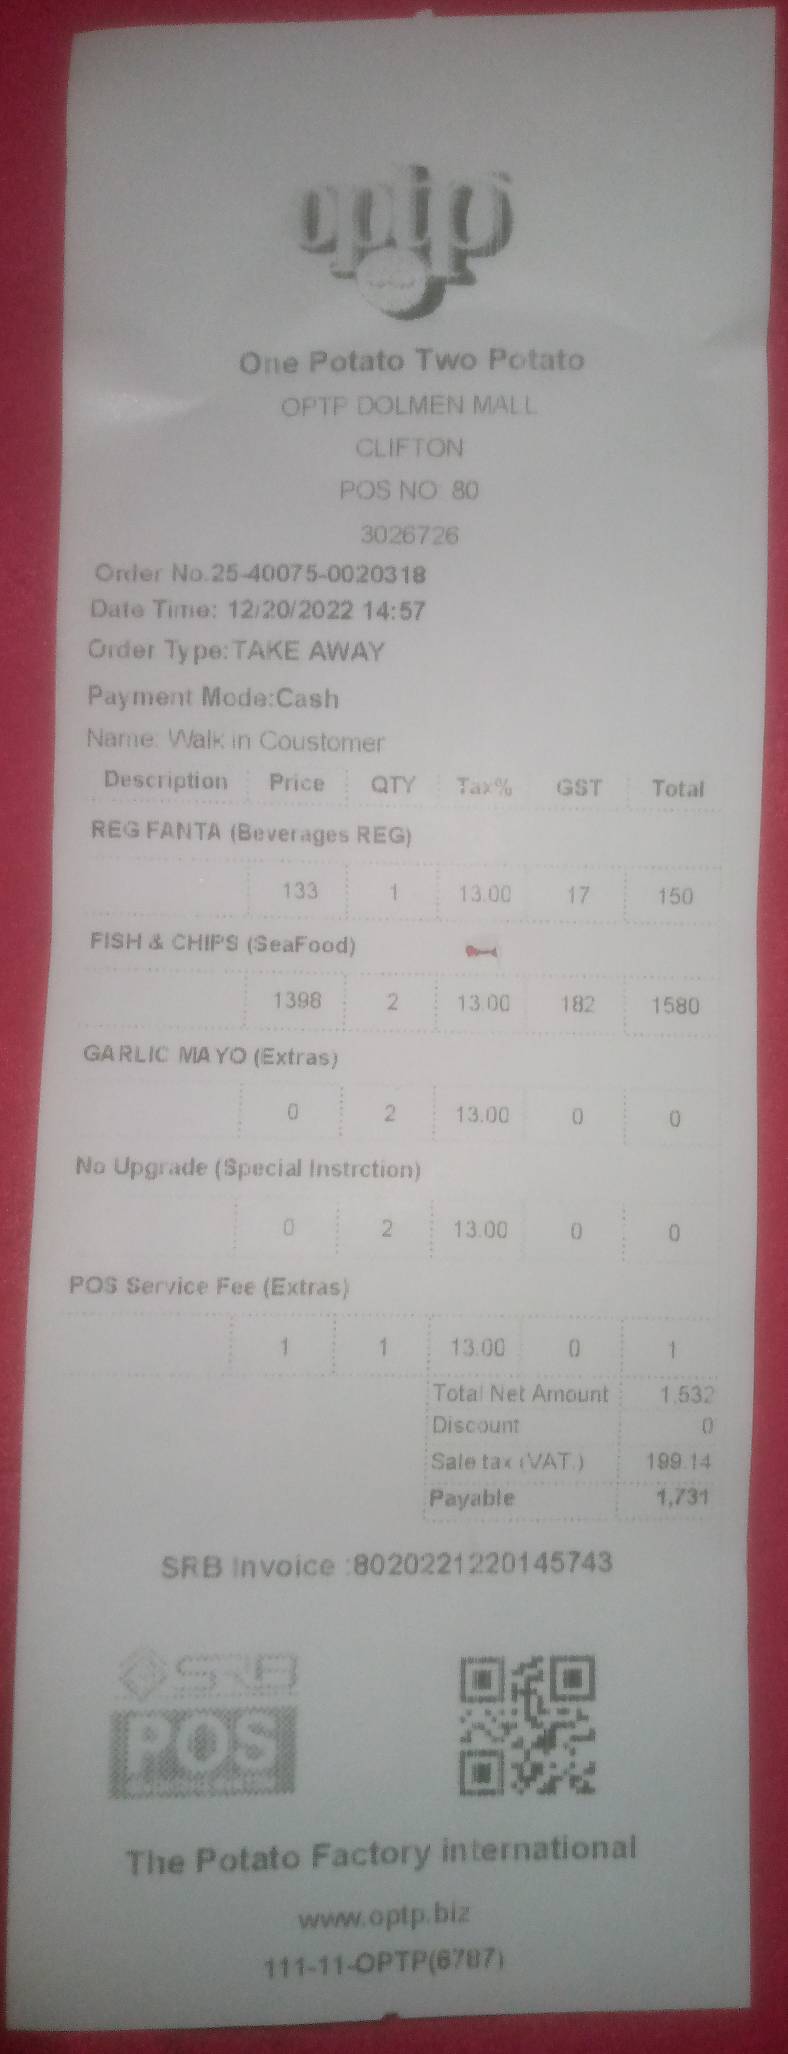 optp
One Potato Two Potato
OPTP DOLMEN MALL
CLIFTON
POS NO 80
3026726
Order No.25-40075-0020318
Date Time: 12/20/2022 14:57
Order Type:TAKE AWAY
Payment Mode:Cash
Name: Walk in Coustomer
Description Price QTY Tax% GST Total
REG FANTA (Beverages REG)
133 1 13.00 17 150
FISH & CHIPS (SeaFood)
1398 2 13.00 182 1580
GARLIC MAYO (Extras)
0 2 13.00 0 0
No Upgrade (Special Instrction)
0 2 13.00 0 0
POS Service Fee (Extras)
1 1 13.00 0 1
Total Net Amount 1,532
Discount 0
Sale tax (VAT.) 199.14
Payable 1,731
SRB Invoice :8020221220145743
SRB
POS
The Potato Factory international
www.optp.biz
111-11-OPTP(6787)